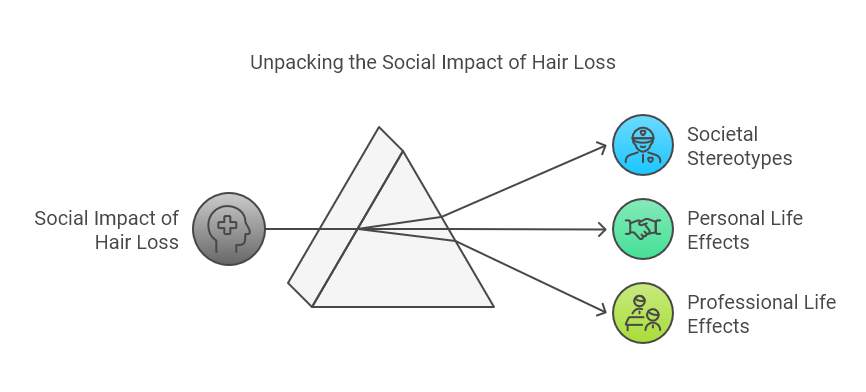 Unpacking the Social Impact of Hair Loss
Social Impact of
Hair Loss
Societal
Stereotypes
Personal Life
Effects
Professional Life
Effects